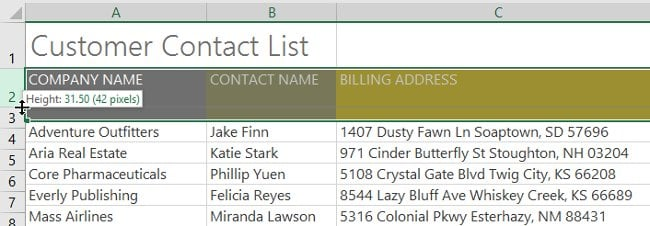 A B C
1 Customer Contact List
2 COMPANY NAME CONTACT NAME BILLING ADDRESS
Height: 31.50 (42 pixels)
3
4 Adventure Outfitters Jake Finn 1407 Dusty Fawn Ln Soaptown, SD 57696
5 Aria Real Estate Katie Stark 971 Cinder Butterfly St Stoughton, NH 03204
6 Core Pharmaceuticals Phillip Yuen 5108 Crystal Gate Blvd Twig City, KS 66208
7 Everly Publishing Felicia Reyes 8544 Lazy Bluff Ave Whiskey Creek, KS 66689
8 Mass Airlines Miranda Lawson 5316 Colonial Pkwy Esterhazy, NM 88431